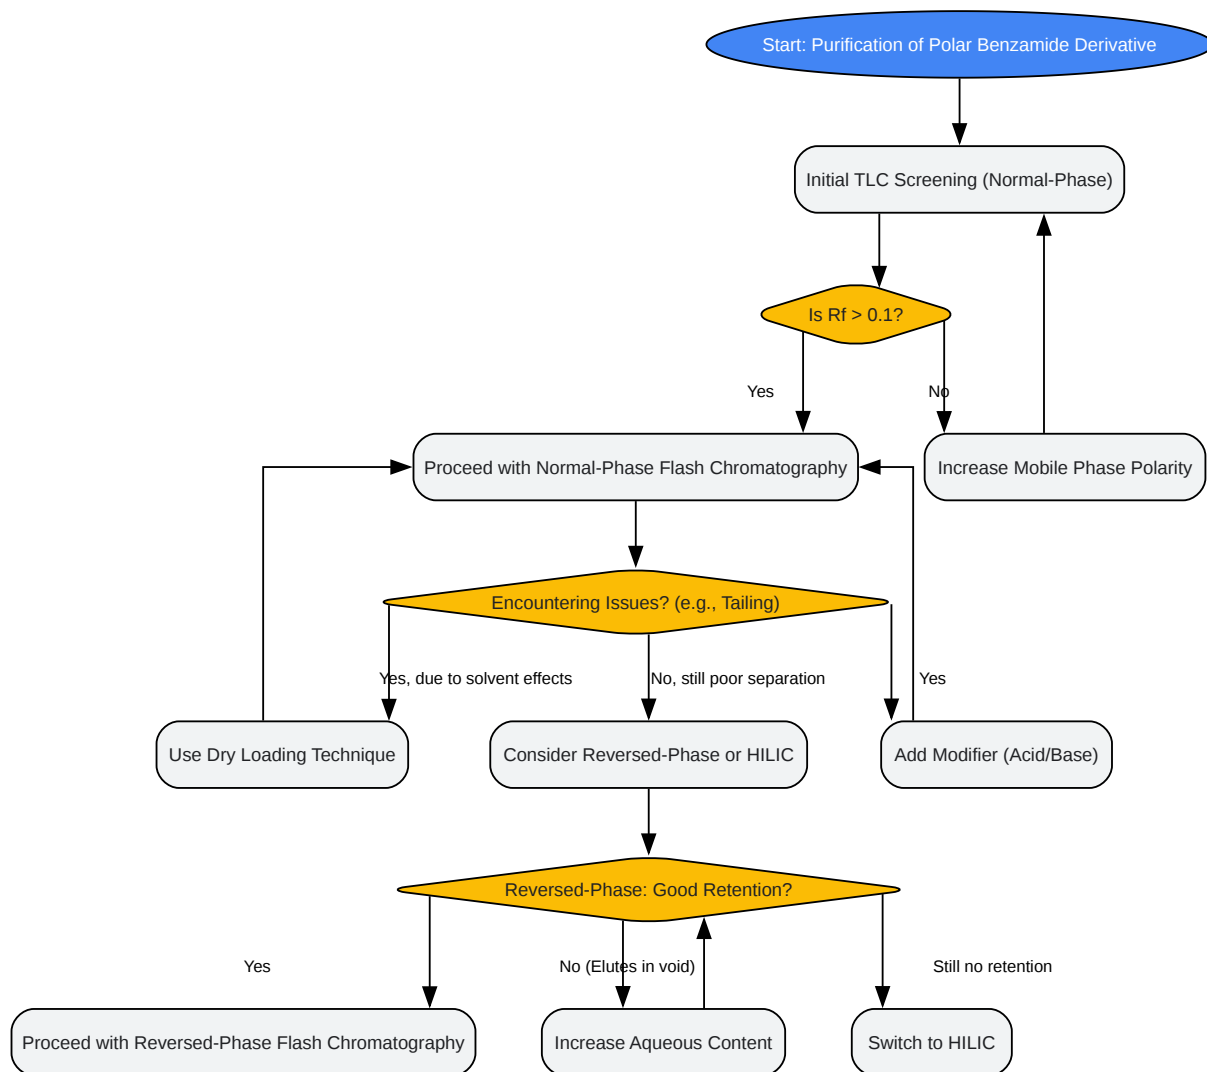 Start: Purification of Polar Benzamide Derivative
Initial TLC Screening (Normal-Phase)
Is Rf > 0.1?
Yes
No
Proceed with Normal-Phase Flash Chromatography
Increase Mobile Phase Polarity
Encountering Issues? (e.g., Tailing)
Yes, due to solvent effects
No, still poor separation
Yes
Use Dry Loading Technique
Consider Reversed-Phase or HILIC
Add Modifier (Acid/Base)
Reversed-Phase: Good Retention?
Yes
No (Elutes in void)
Still no retention
Proceed with Reversed-Phase Flash Chromatography
Increase Aqueous Content
Switch to HILIC